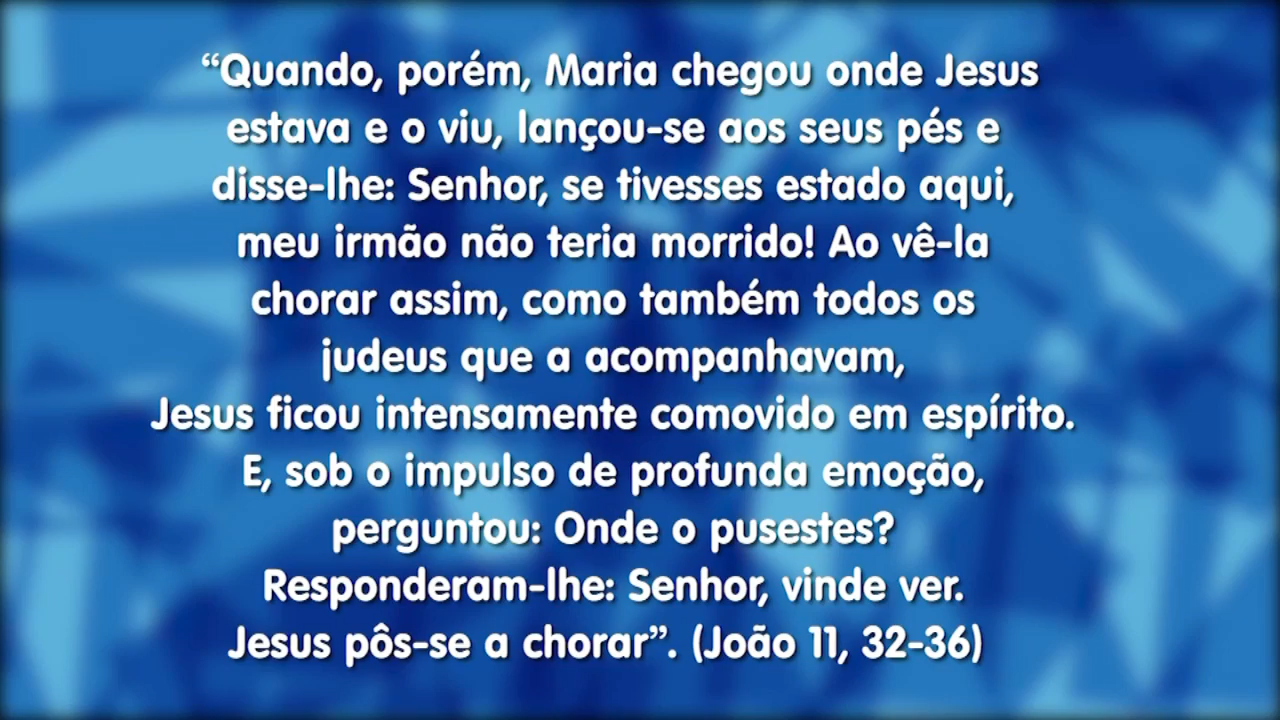 “Quando, porém, Maria chegou onde Jesus
estava e o viu, lançou-se aos seus pés e
disse-lhe: Senhor, se tivesses estado aqui,
meu irmão não teria morrido! Ao vê-la
chorar assim, como também todos os
judeus que a acompanhavam,
Jesus ficou intensamente comovido em espírito.
E, sob o impulso de profunda emoção,
perguntou: Onde o pusestes?
Responderam-lhe: Senhor, vinde ver.
Jesus pôs-se a chorar”. (João 11, 32-36)